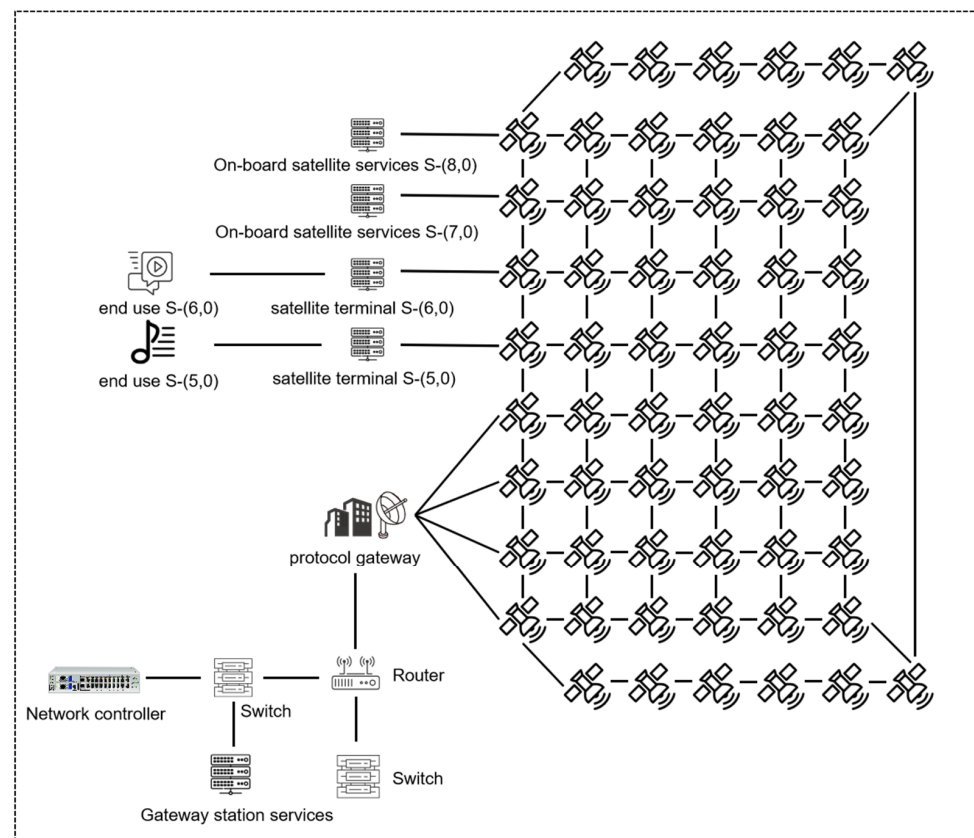 On-board satellite services S-(8,0)
On-board satellite services S-(7,0)
end use S-(6,0)
satellite terminal S-(6,0)
end use S-(5,0)
satellite terminal S-(5,0)
protocol gateway
Router
Network controller
Switch
Switch
Gateway station services